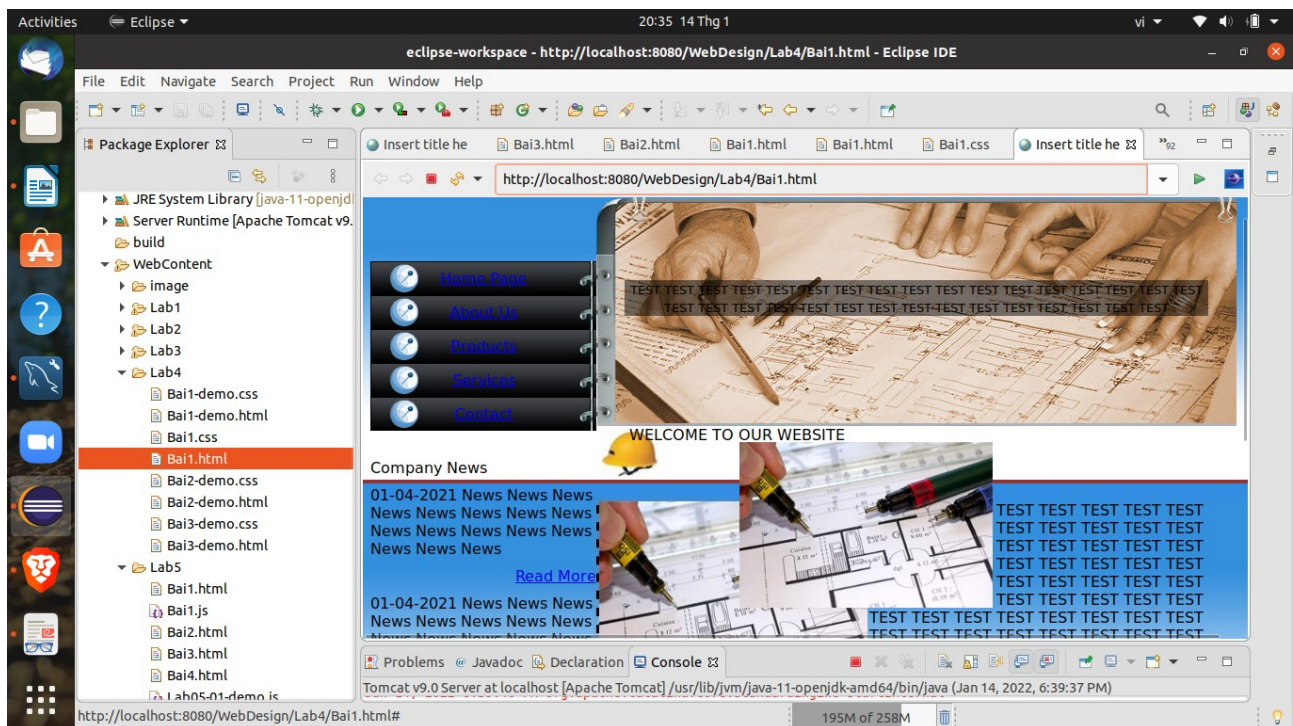 Activities Eclipse 20:35 14 Thg 1 vi
eclipse-workspace - http://localhost:8080/WebDesign/Lab4/Bai1.html - Eclipse IDE
File Edit Navigate Search Project Run Window Help
Package Explorer
Insert title he Bai3.html Bai2.html Bai1.html Bai1.html Bai1.css Insert title he »92
http://localhost:8080/WebDesign/Lab4/Bai1.html
JRE System Library [java-11-openjd
Server Runtime [Apache Tomcat v9.
build
WebContent
image
Lab1
Lab2
Lab3
Lab4
Bai1-demo.css
Bai1-demo.html
Bai1.css
Bai1.html
Bai2-demo.css
Bai2-demo.html
Bai3-demo.css
Bai3-demo.html
Lab5
Bai1.html
Bai1.js
Bai2.html
Bai3.html
Bai4.html
Lab05-01-demo.js
Home Page
About Us
Products
Services
Contact
TEST TEST TEST TEST TEST TEST TEST TEST TEST TEST TEST TEST TEST TEST
TEST TEST TEST TEST TEST TEST TEST TEST TEST TEST TEST TEST
WELCOME TO OUR WEBSITE
Company News
01-04-2021 News News News
News News News News News
News News News News News
News News News
Read More
01-04-2021 News News News
News News News News News
News News News News News
TEST TEST TEST TEST TEST
TEST TEST TEST TEST TEST
TEST TEST TEST TEST TEST
TEST TEST TEST TEST TEST
TEST TEST TEST TEST TEST
TEST TEST TEST TEST TEST
TEST TEST TEST TEST TEST TEST TEST TEST
TEST TEST TEST TEST TEST TEST TEST TEST
Problems Javadoc Declaration Console
Tomcat v9.0 Server at localhost [Apache Tomcat] /usr/lib/jvm/java-11-openjdk-amd64/bin/java (Jan 14, 2022, 6:39:37 PM)
http://localhost:8080/WebDesign/Lab4/Bai1.html# 195M of 258M